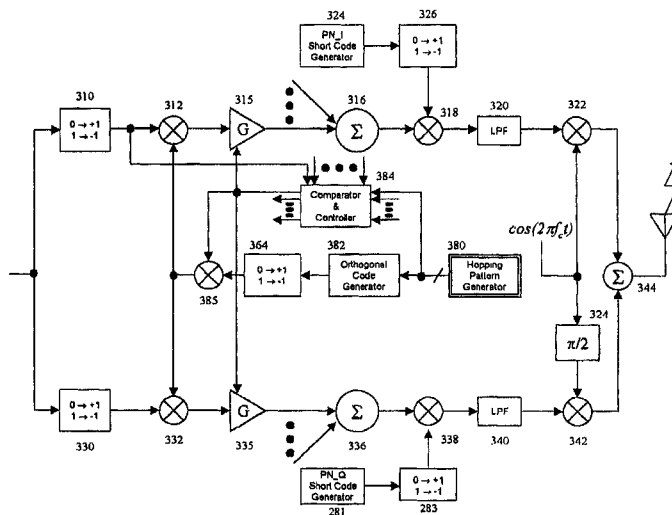 324
326
PN_I
Short Code
Generator
0 → +1
1 → -1
310
312
315
316
318
320
322
0 → +1
1 → -1
G
Σ
LPF
384
Comparator
&
Controller
cos(2πf_c t)
364
382
380
385
0 → +1
1 → -1
Orthogonal
Code
Generator
Hopping
Pattern
Generator
Σ
344
324
π/2
0 → +1
1 → -1
G
Σ
LPF
330
332
335
336
338
340
342
PN_Q
Short Code
Generator
0 → +1
1 → -1
281
283